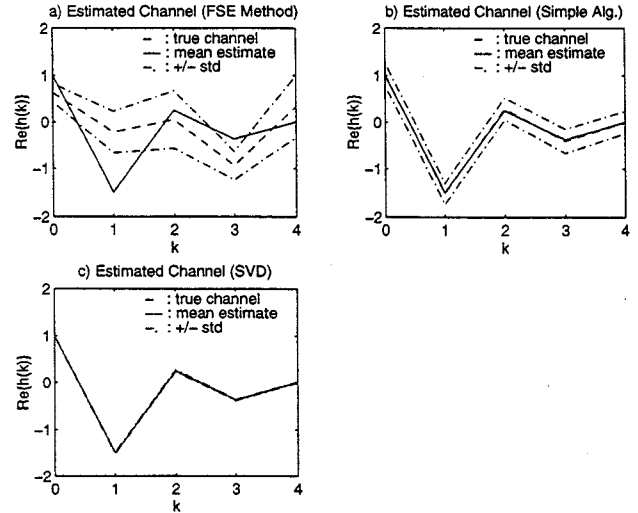 a) Estimated Channel (FSE Method)
– : true channel
— : mean estimate
–. : +/– std
Re{h(k)}
2
1
0
−1
−2
0 1 2 3 4
k
b) Estimated Channel (Simple Alg.)
– : true channel
— : mean estimate
–. : +/– std
Re{h(k)}
2
1
0
−1
−2
0 1 2 3 4
k
c) Estimated Channel (SVD)
– : true channel
— : mean estimate
–. : +/– std
Re{h(k)}
2
1
0
−1
−2
0 1 2 3 4
k